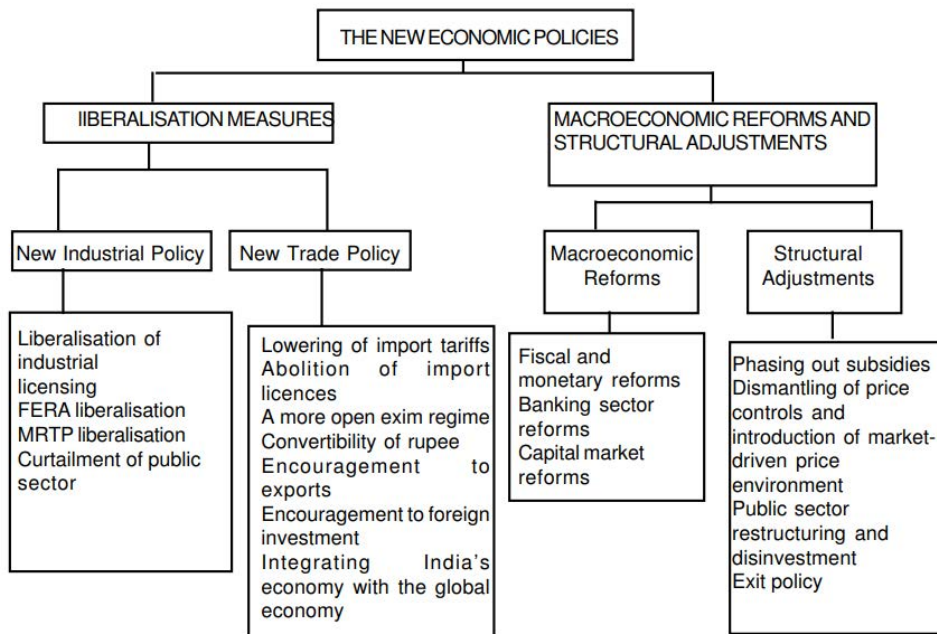 THE NEW ECONOMIC POLICIES
lIBERALISATION MEASURES
MACROECONOMIC REFORMS AND
STRUCTURAL ADJUSTMENTS
New Industrial Policy
New Trade Policy
Macroeconomic
Reforms
Structural
Adjustments
Liberalisation of
industrial
licensing
FERA liberalisation
MRTP liberalisation
Curtailment of public
sector
Lowering of import tariffs
Abolition of import
licences
A more open exim regime
Convertibility of rupee
Encouragement to
exports
Encouragement to foreign
investment
Integrating India's
economy with the global
economy
Fiscal and
monetary reforms
Banking sector
reforms
Capital market
reforms
Phasing out subsidies
Dismantling of price
controls and
introduction of market-
driven price
environment
Public sector
restructuring and
disinvestment
Exit policy